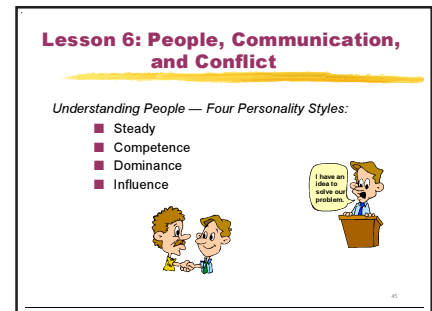 Lesson 6: People, Communication,
and Conflict
Understanding People — Four Personality Styles:
Steady
Competence
Dominance
Influence
I have an
idea to
solve our
problem.
45